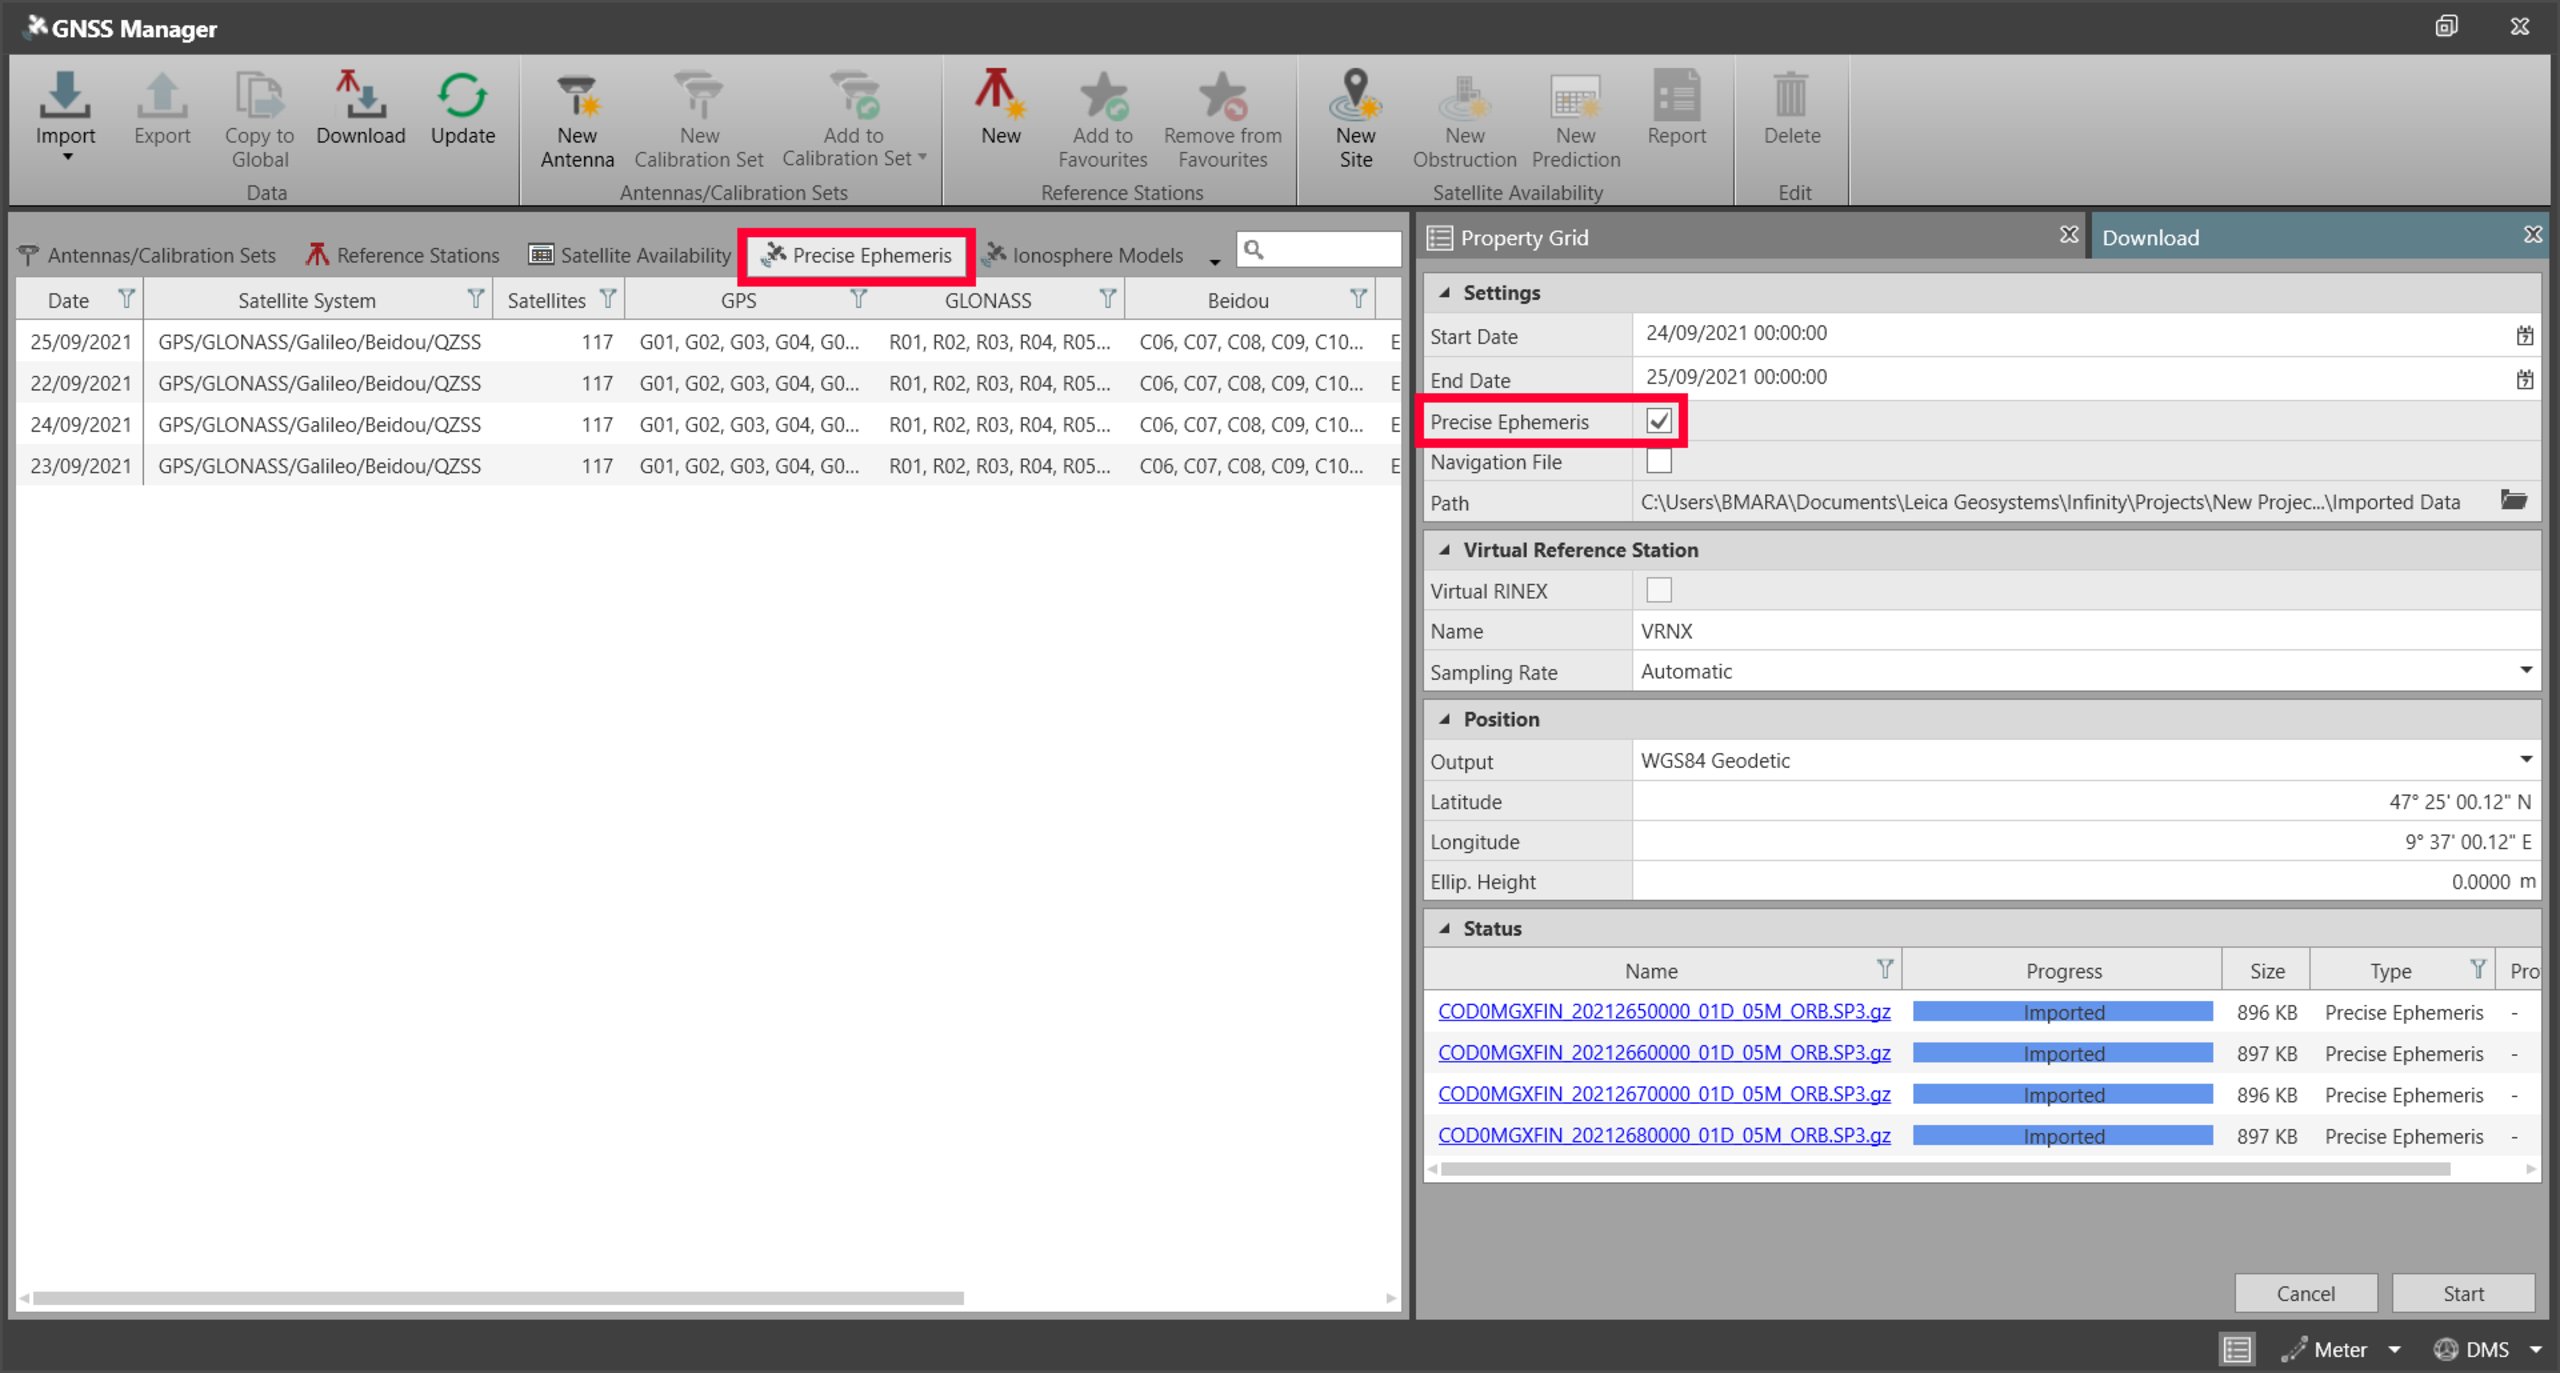 GNSS Manager
Import
Export
Copy to
Global
Download
Update
Data
New
Antenna
New
Calibration Set
Add to
Calibration Set
Antennas/Calibration Sets
New
Add to
Favourites
Remove from
Favourites
Reference Stations
New
Site
New
Obstruction
New
Prediction
Report
Satellite Availability
Delete
Edit
Antennas/Calibration Sets Reference Stations Satellite Availability Precise Ephemeris Ionosphere Models
Date Satellite System Satellites GPS GLONASS Beidou
25/09/2021 GPS/GLONASS/Galileo/Beidou/QZSS 117 G01, G02, G03, G04, G0... R01, R02, R03, R04, R05... C06, C07, C08, C09, C10... E
22/09/2021 GPS/GLONASS/Galileo/Beidou/QZSS 117 G01, G02, G03, G04, G0... R01, R02, R03, R04, R05... C06, C07, C08, C09, C10... E
24/09/2021 GPS/GLONASS/Galileo/Beidou/QZSS 117 G01, G02, G03, G04, G0... R01, R02, R03, R04, R05... C06, C07, C08, C09, C10... E
23/09/2021 GPS/GLONASS/Galileo/Beidou/QZSS 117 G01, G02, G03, G04, G0... R01, R02, R03, R04, R05... C06, C07, C08, C09, C10... E
Property Grid
Download
Settings
Start Date 24/09/2021 00:00:00
End Date 25/09/2021 00:00:00
Precise Ephemeris
Navigation File
Path C:\Users\BMARA\Documents\Leica Geosystems\Infinity\Projects\New Projec...\Imported Data
Virtual Reference Station
Virtual RINEX
Name VRNX
Sampling Rate Automatic
Position
Output WGS84 Geodetic
Latitude 47° 25' 00.12" N
Longitude 9° 37' 00.12" E
Ellip. Height 0.0000 m
Status
Name Progress Size Type Pro
COD0MGXFIN_20212650000_01D_05M_ORB.SP3.gz Imported 896 KB Precise Ephemeris -
COD0MGXFIN_20212660000_01D_05M_ORB.SP3.gz Imported 897 KB Precise Ephemeris -
COD0MGXFIN_20212670000_01D_05M_ORB.SP3.gz Imported 896 KB Precise Ephemeris -
COD0MGXFIN_20212680000_01D_05M_ORB.SP3.gz Imported 897 KB Precise Ephemeris -
Cancel Start
Meter DMS